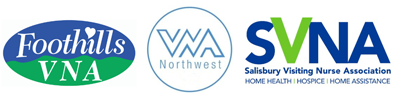 Foothills
VNA
VNA
Northwest
SVNA
Salisbury Visiting Nurse Association
HOME HEALTH | HOSPICE | HOME ASSISTANCE